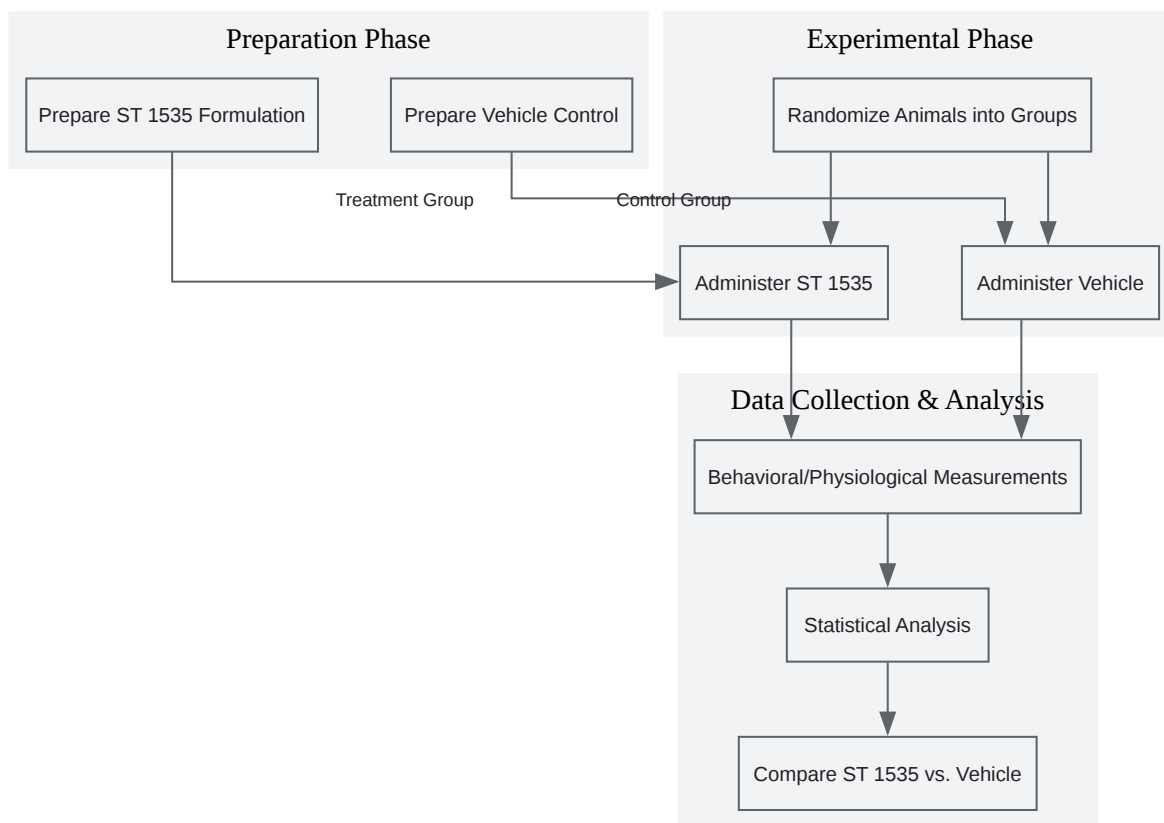 Preparation Phase
Experimental Phase
Prepare ST 1535 Formulation
Prepare Vehicle Control
Randomize Animals into Groups
Treatment Group
Control Group
Administer ST 1535
Administer Vehicle
Data Collection & Analysis
Behavioral/Physiological Measurements
Statistical Analysis
Compare ST 1535 vs. Vehicle